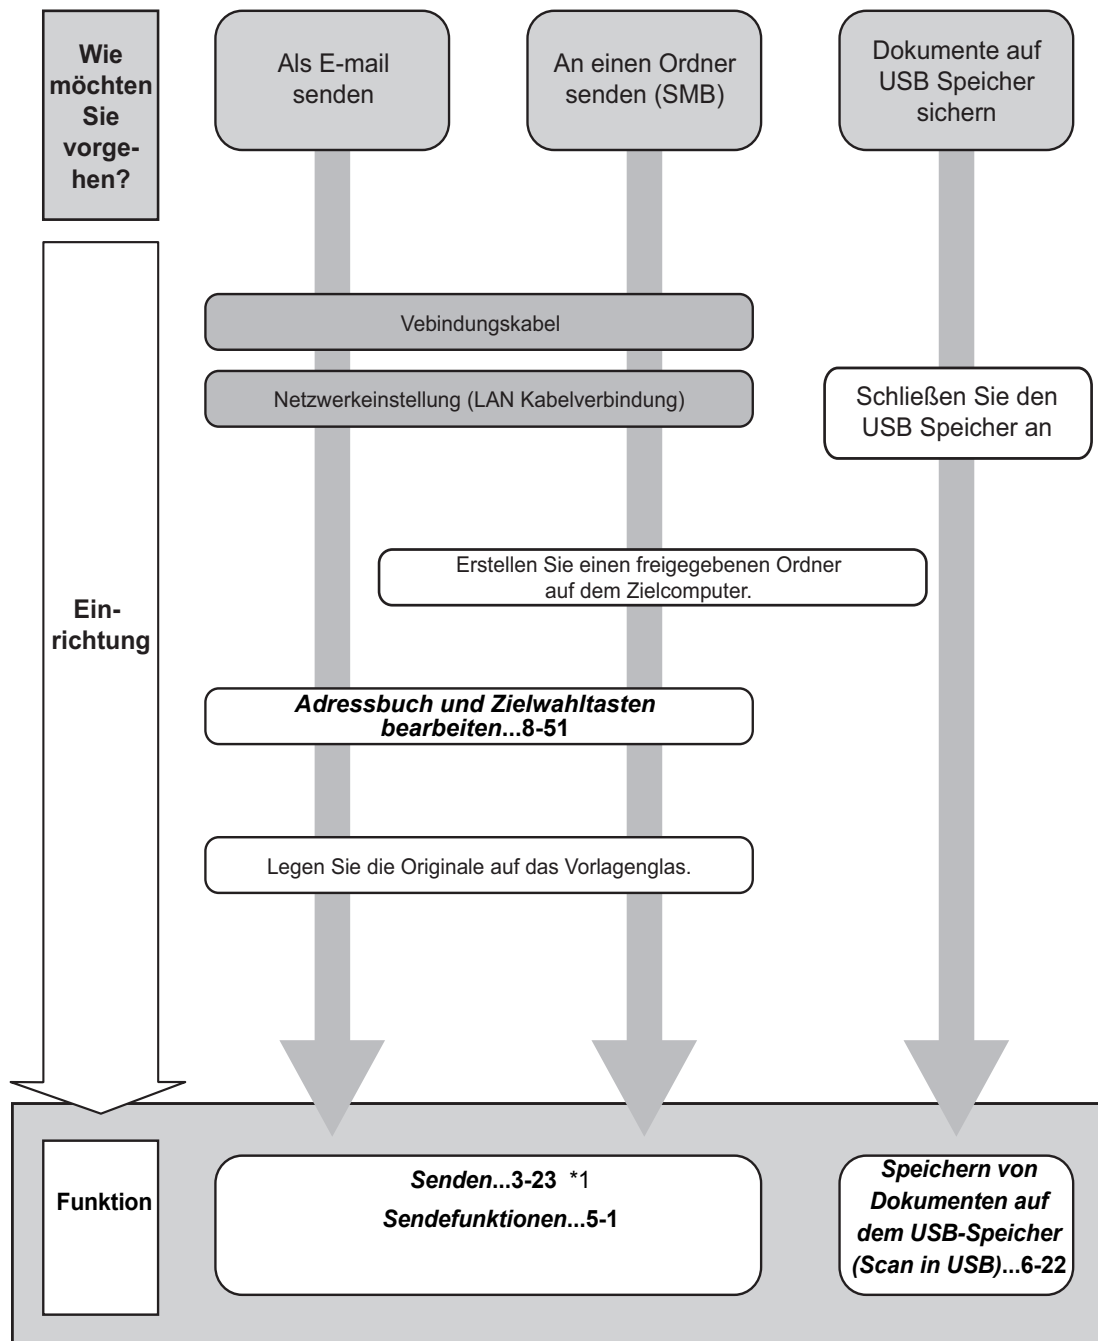 Wie
möchten
Sie
vorge-
hen?
Als E-mail
senden
An einen Ordner
senden (SMB)
Dokumente auf
USB Speicher
sichern
Vebindungskabel
Netzwerkeinstellung (LAN Kabelverbindung)
Schließen Sie den
USB Speicher an
Erstellen Sie einen freigegebenen Ordner
auf dem Zielcomputer.
Ein-
richtung
Adressbuch und Zielwahltasten
bearbeiten...8-51
Legen Sie die Originale auf das Vorlagenglas.
Funktion
Senden...3-23 *1
Sendefunktionen...5-1
Speichern von
Dokumenten auf
dem USB-Speicher
(Scan in USB)...6-22